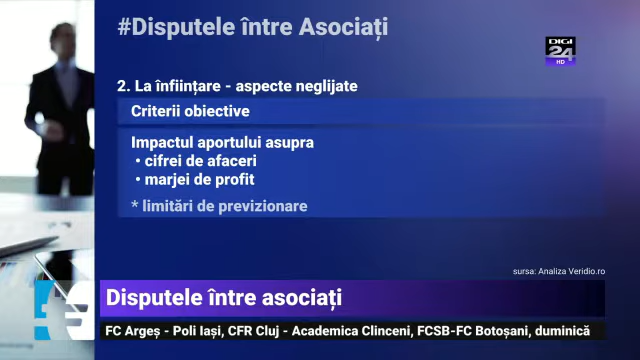 #Disputele între Asociați
DIGI
24
HD
2. La înființare - aspecte neglijate
Criterii obiective
Impactul aportului asupra
• cifrei de afaceri
• marjei de profit
* limitări de previzionare
sursa: Analiza Veridio.ro
Disputele între asociați
FC Argeș - Poli Iași, CFR Cluj - Academica Clinceni, FCSB-FC Botoșani, duminică